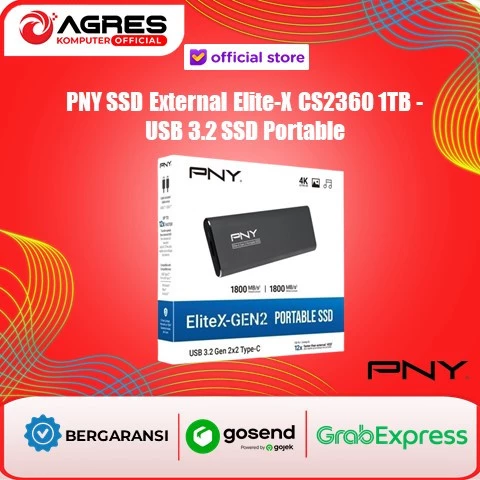 AGRES
KOMPUTER OFFICIAL
official store
PNY SSD External Elite-X CS2360 1TB -
USB 3.2 SSD Portable
PNY
4K
PNY
1800 MB/s | 1800 MB/s
EliteX-GEN2 PORTABLE SSD
USB 3.2 Gen 2x2 Type-C
12x
PNY
BERGARANSI
gosend
Powered by gojek
GrabExpress